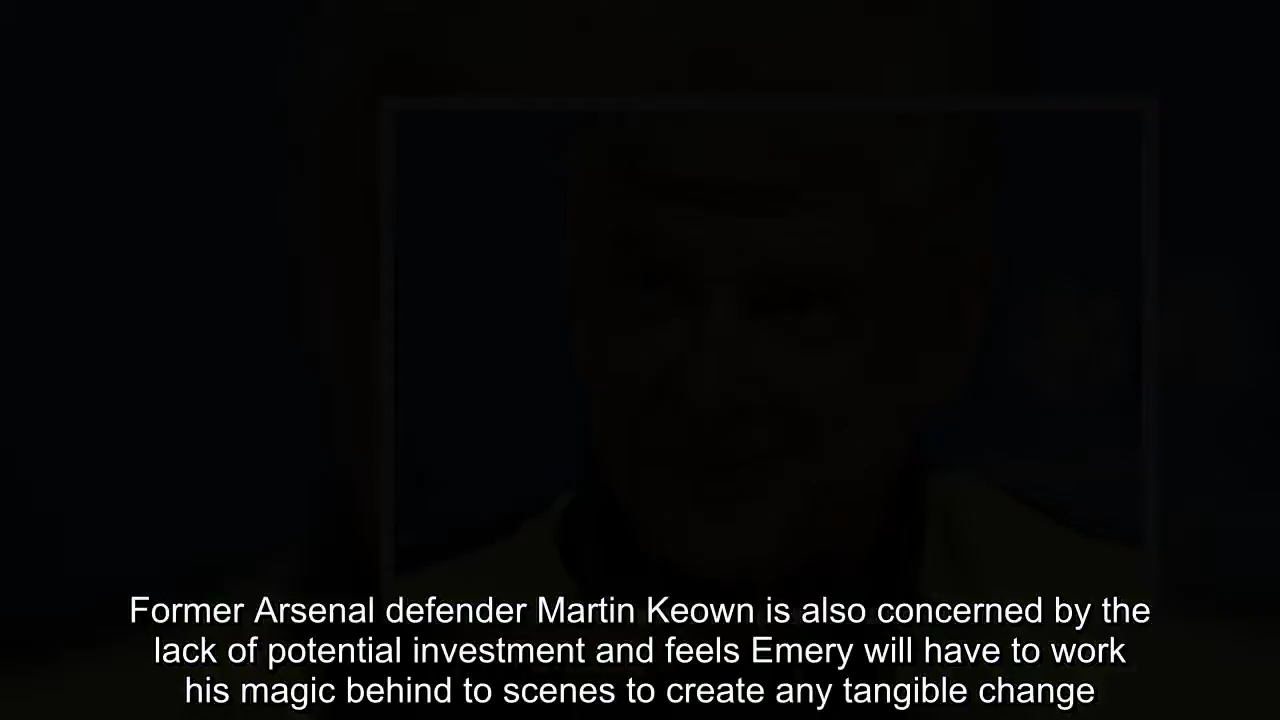 Former Arsenal defender Martin Keown is also concerned by the
lack of potential investment and feels Emery will have to work
his magic behind to scenes to create any tangible change